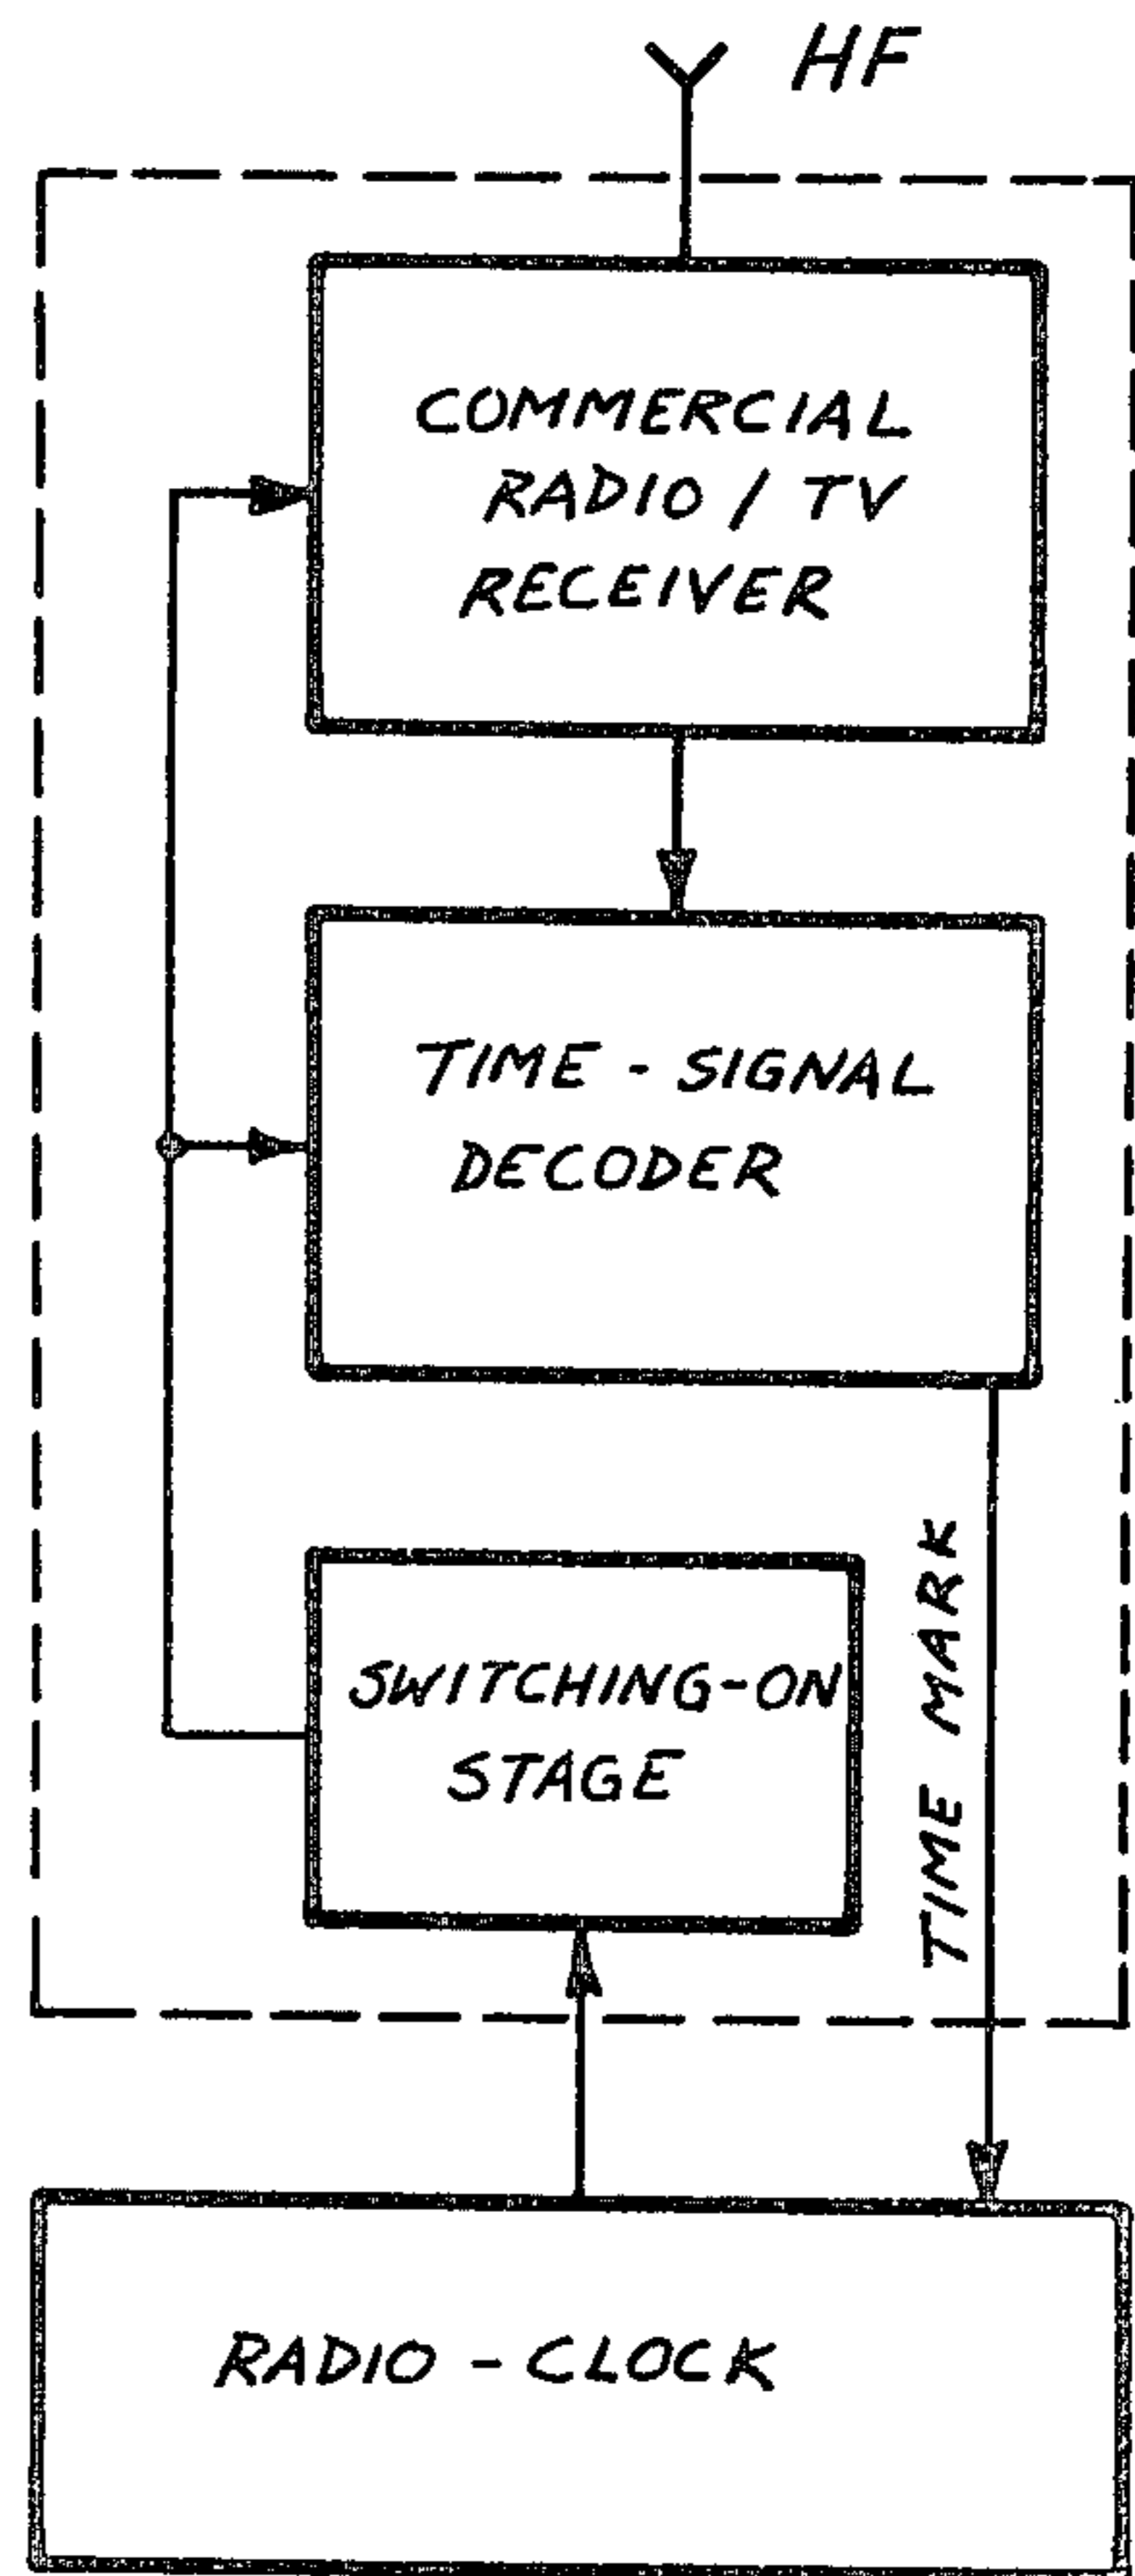 HF
COMMERCIAL
RADIO / TV
RECEIVER
TIME - SIGNAL
DECODER
SWITCHING-ON
STAGE
TIME MARK
RADIO - CLOCK